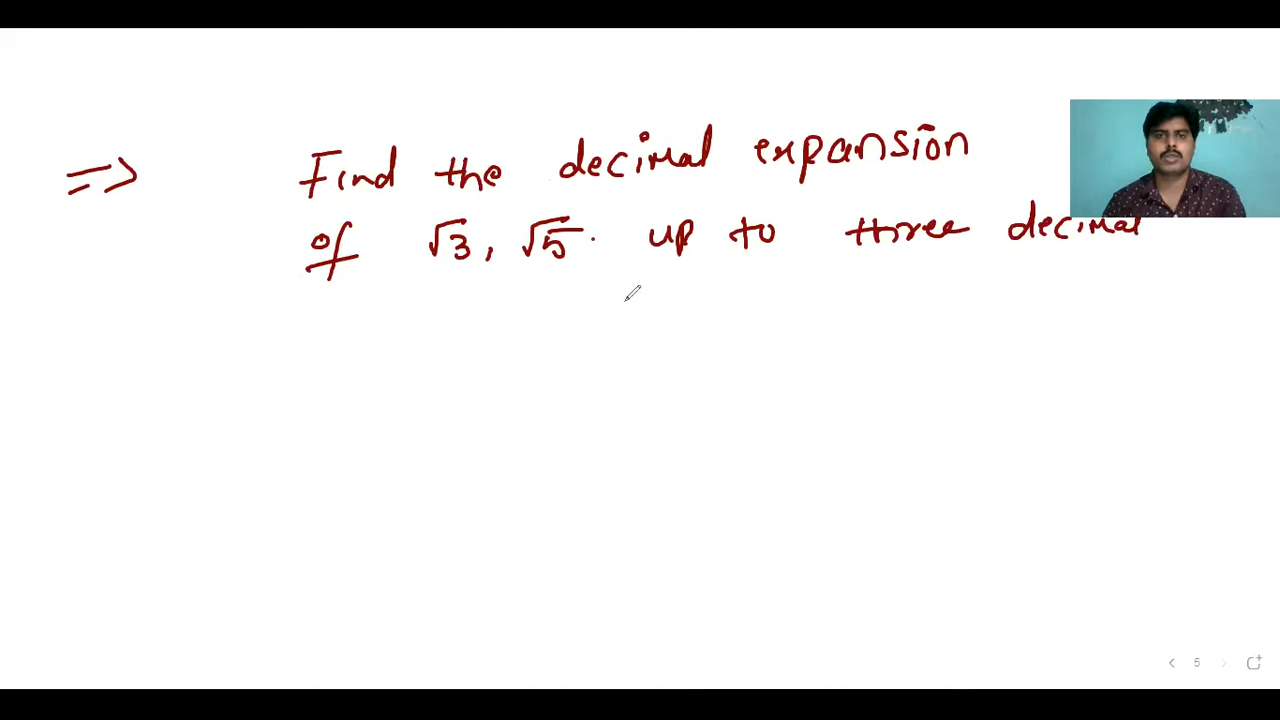 => Find the decimal expansion
of √3, √5. up to three decimal
< 5 >